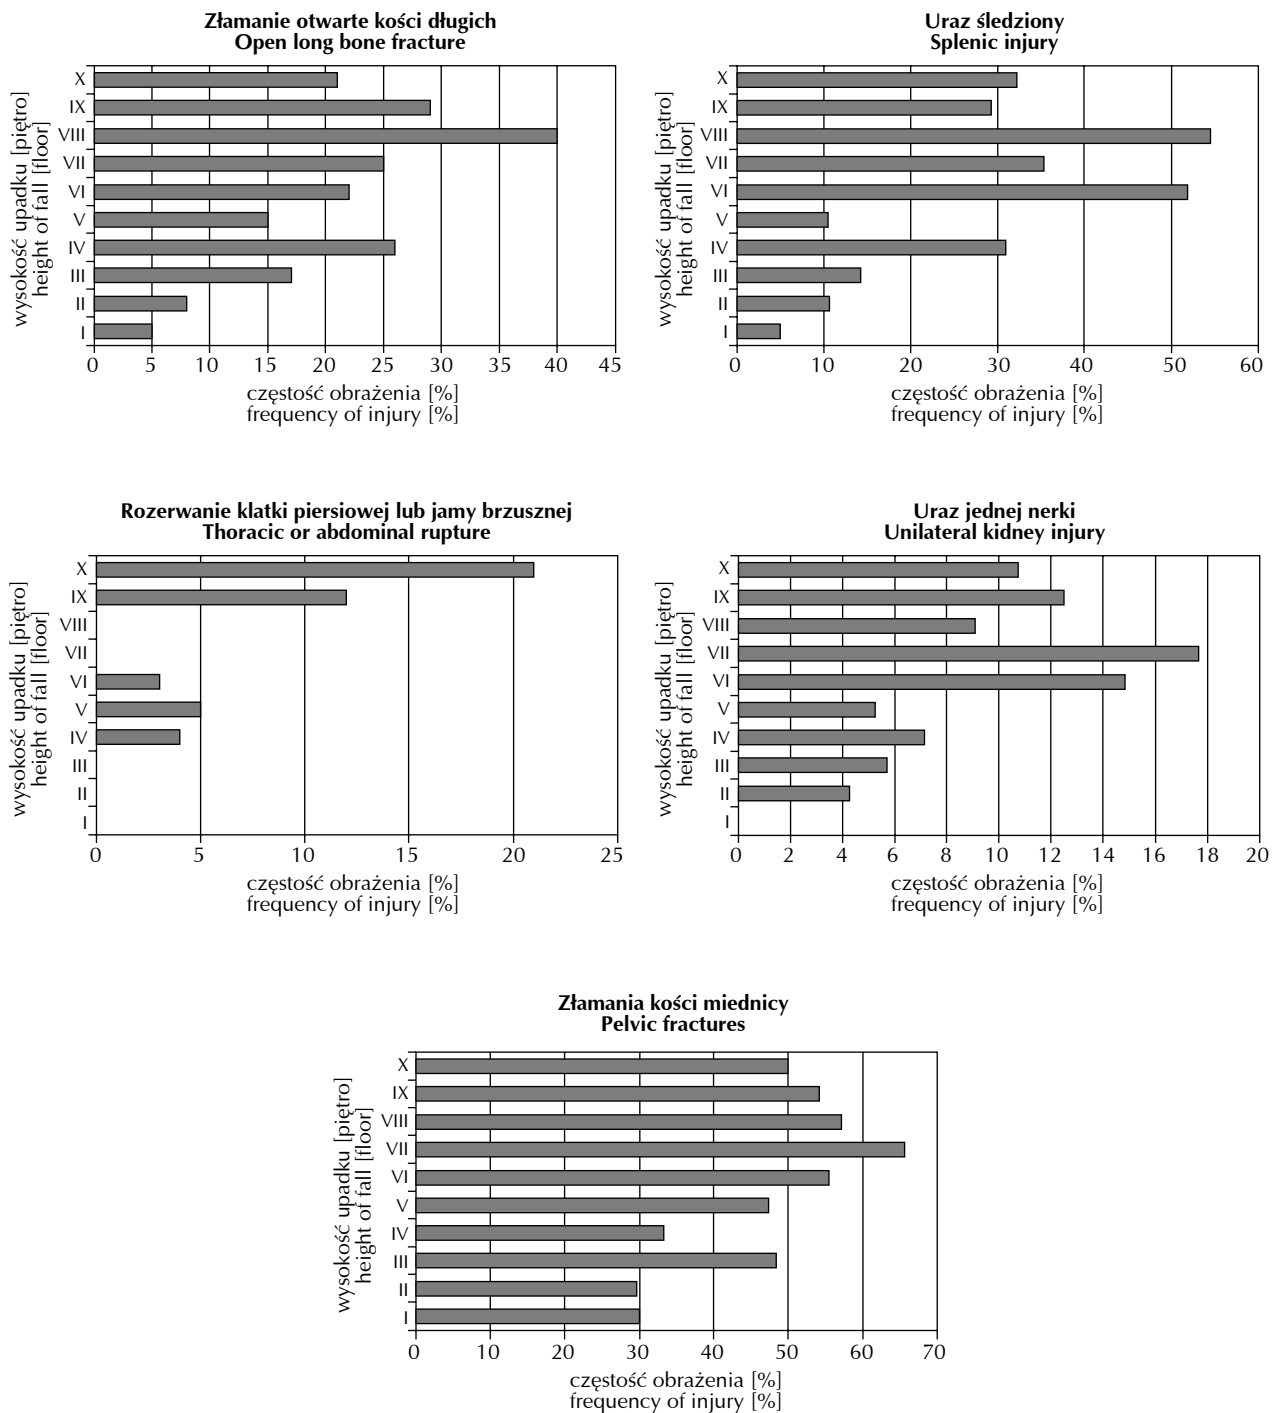 Złamanie otwarte kości długich
Open long bone fracture
wysokość upadku [piętro]
height of fall [floor]
X
IX
VIII
VII
VI
V
IV
III
II
I
0 5 10 15 20 25 30 35 40 45
częstość obrażenia [%]
frequency of injury [%]
Uraz śledziony
Splenic injury
wysokość upadku [piętro]
height of fall [floor]
X
IX
VIII
VII
VI
V
IV
III
II
I
0 10 20 30 40 50 60
częstość obrażenia [%]
frequency of injury [%]
Rozerwanie klatki piersiowej lub jamy brzusznej
Thoracic or abdominal rupture
wysokość upadku [piętro]
height of fall [floor]
X
IX
VIII
VII
VI
V
IV
III
II
I
0 5 10 15 20 25
częstość obrażenia [%]
frequency of injury [%]
Uraz jednej nerki
Unilateral kidney injury
wysokość upadku [piętro]
height of fall [floor]
X
IX
VIII
VII
VI
V
IV
III
II
I
0 2 4 6 8 10 12 14 16 18 20
częstość obrażenia [%]
frequency of injury [%]
Złamania kości miednicy
Pelvic fractures
wysokość upadku [piętro]
height of fall [floor]
X
IX
VIII
VII
VI
V
IV
III
II
I
0 10 20 30 40 50 60 70
częstość obrażenia [%]
frequency of injury [%]